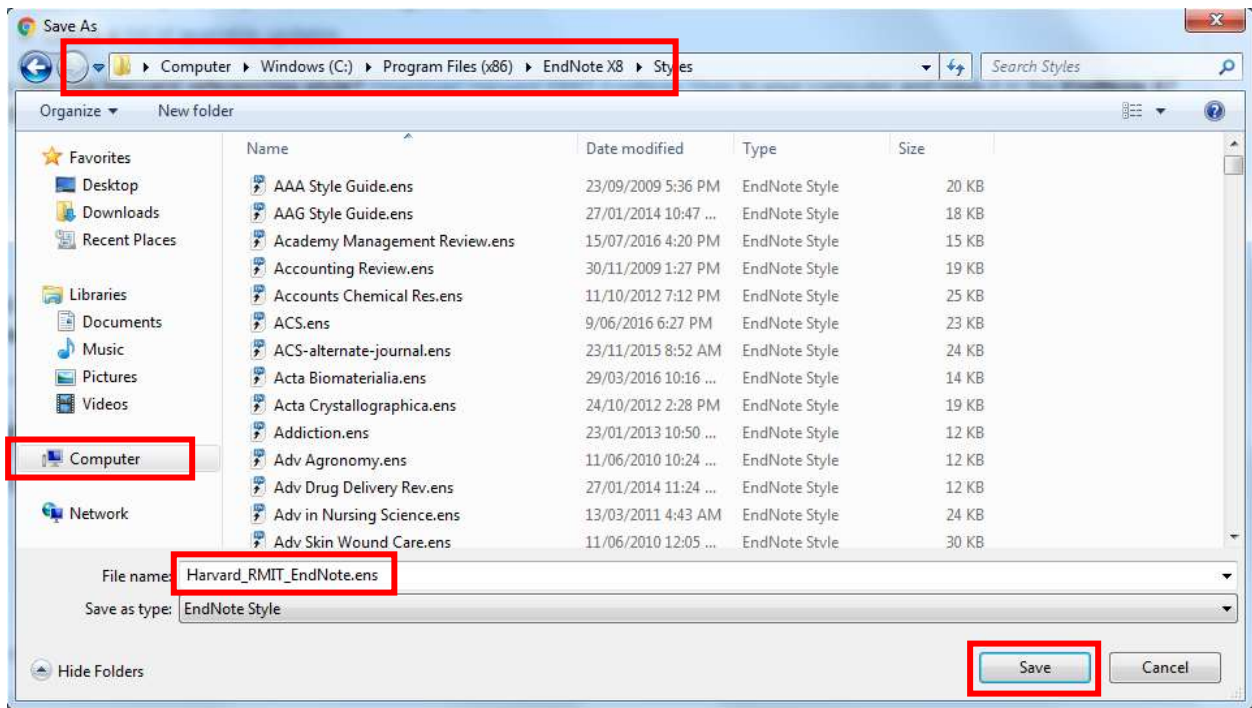 Save As
Computer Windows (C:) Program Files (x86) EndNote X8 Styles Search Styles
Organize New folder
Name Date modified Type Size
Favorites
Desktop
Downloads
Recent Places
Libraries
Documents
Music
Pictures
Videos
Computer
Network
AAA Style Guide.ens 23/09/2009 5:36 PM EndNote Style 20 KB
AAG Style Guide.ens 27/01/2014 10:47 ... EndNote Style 18 KB
Academy Management Review.ens 15/07/2016 4:20 PM EndNote Style 15 KB
Accounting Review.ens 30/11/2009 1:27 PM EndNote Style 19 KB
Accounts Chemical Res.ens 11/10/2012 7:12 PM EndNote Style 25 KB
ACS.ens 9/06/2016 6:27 PM EndNote Style 23 KB
ACS-alternate-journal.ens 23/11/2015 8:52 AM EndNote Style 24 KB
Acta Biomaterialia.ens 29/03/2016 10:16 ... EndNote Style 14 KB
Acta Crystallographica.ens 24/10/2012 2:28 PM EndNote Style 19 KB
Addiction.ens 23/01/2013 10:50 ... EndNote Style 12 KB
Adv Agronomy.ens 11/06/2010 10:24 ... EndNote Style 12 KB
Adv Drug Delivery Rev.ens 27/01/2014 11:24 ... EndNote Style 12 KB
Adv in Nursing Science.ens 13/03/2011 4:43 AM EndNote Style 24 KB
Adv Skin Wound Care.ens 11/06/2010 12:05 ... EndNote Style 30 KB
File name: Harvard_RMIT_EndNote.ens
Save as type: EndNote Style
Hide Folders Save Cancel